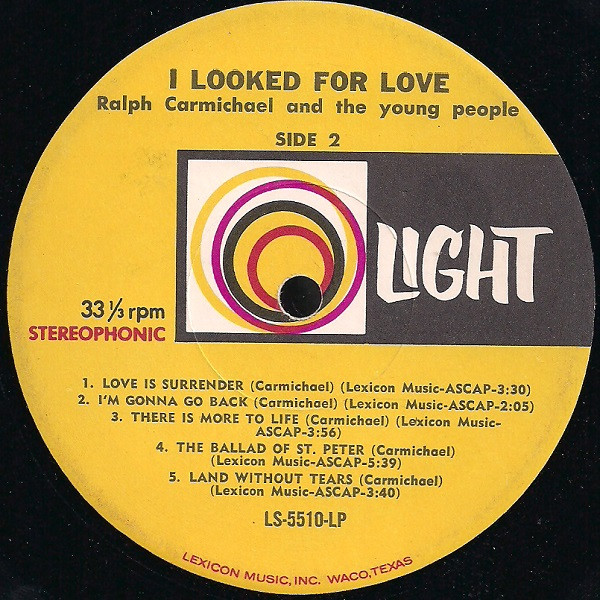 I LOOKED FOR LOVE
Ralph Carmichael and the young people
SIDE 2
LIGHT
33 ⅓ rpm
STEREOPHONIC
1. LOVE IS SURRENDER (Carmichael) (Lexicon Music-ASCAP-3:30)
2. I'M GONNA GO BACK (Carmichael) (Lexicon Music-ASCAP-2:05)
3. THERE IS MORE TO LIFE (Carmichael) (Lexicon Music-
ASCAP-3:56)
4. THE BALLAD OF ST. PETER (Carmichael)
(Lexicon Music-ASCAP-5:39)
5. LAND WITHOUT TEARS (Carmichael)
(Lexicon Music-ASCAP-3:40)
LS-5510-LP
LEXICON MUSIC, INC. WACO, TEXAS